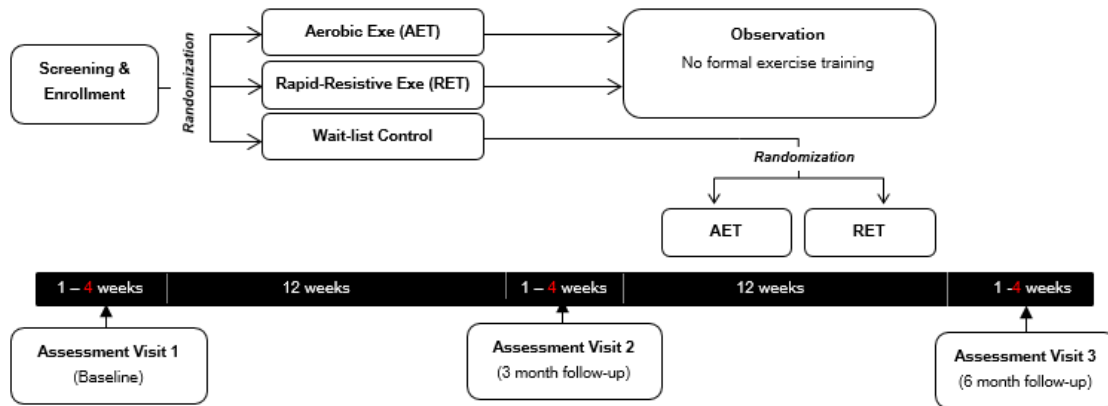 Screening &
Enrollment
Randomization
Aerobic Exe (AET)
Rapid-Resistive Exe (RET)
Wait-list Control
Observation
No formal exercise training
Randomization
AET
RET
1 – 4 weeks
12 weeks
1 – 4 weeks
12 weeks
1 -4 weeks
Assessment Visit 1
(Baseline)
Assessment Visit 2
(3 month follow-up)
Assessment Visit 3
(6 month follow-up)